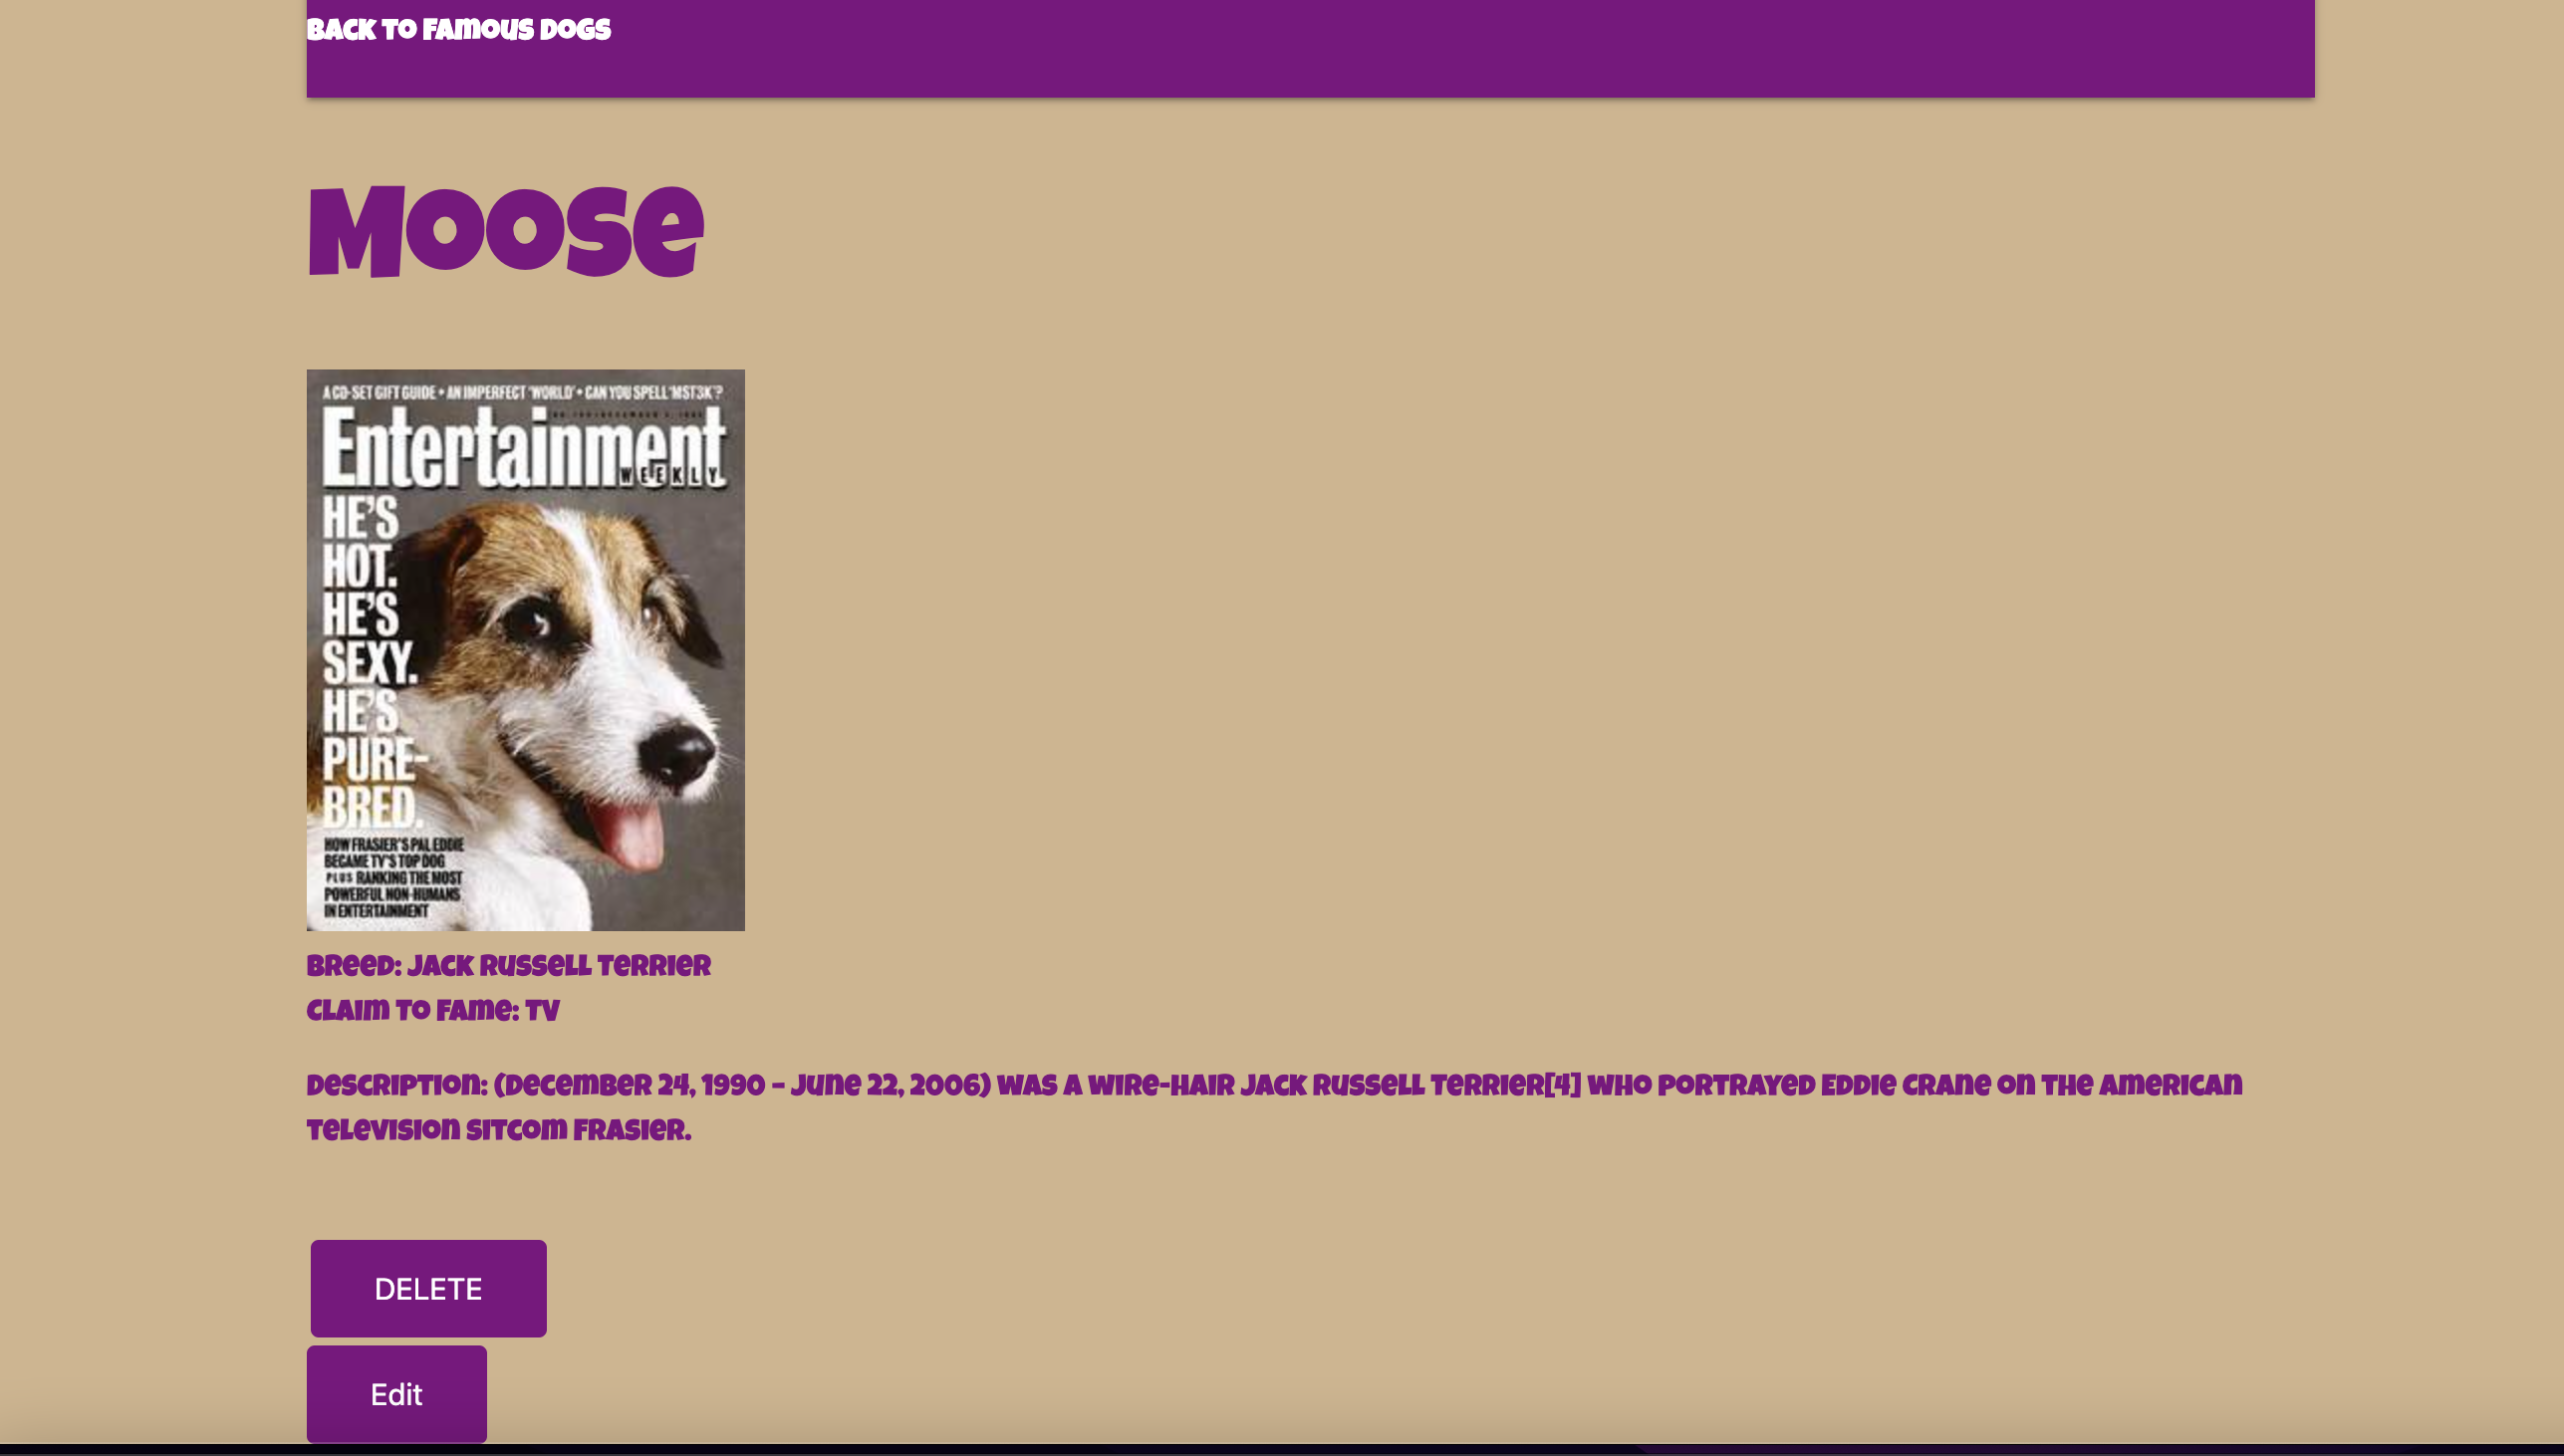 BACK TO FAMOUS DOGS
Moose
A CD-SET GIFT GUIDE + AN IMPERFECT 'WORLD' + CAN YOU SPELL 'MST3K'?
Entertainment
WEEKLY
HE'S
HOT.
HE'S
SEXY.
HE'S
PURE-
BRED.
HOW FRASIER'S PAL EDDIE
BECAME TV'S TOP DOG
PLUS RANKING THE MOST
POWERFUL NON-HUMANS
IN ENTERTAINMENT
Breed: Jack Russell Terrier
Claim to Fame: TV
Description: (December 24, 1990 – June 22, 2006) was a wire-hair Jack Russell Terrier[4] who portrayed Eddie Crane on the American
television sitcom Frasier.
DELETE
Edit